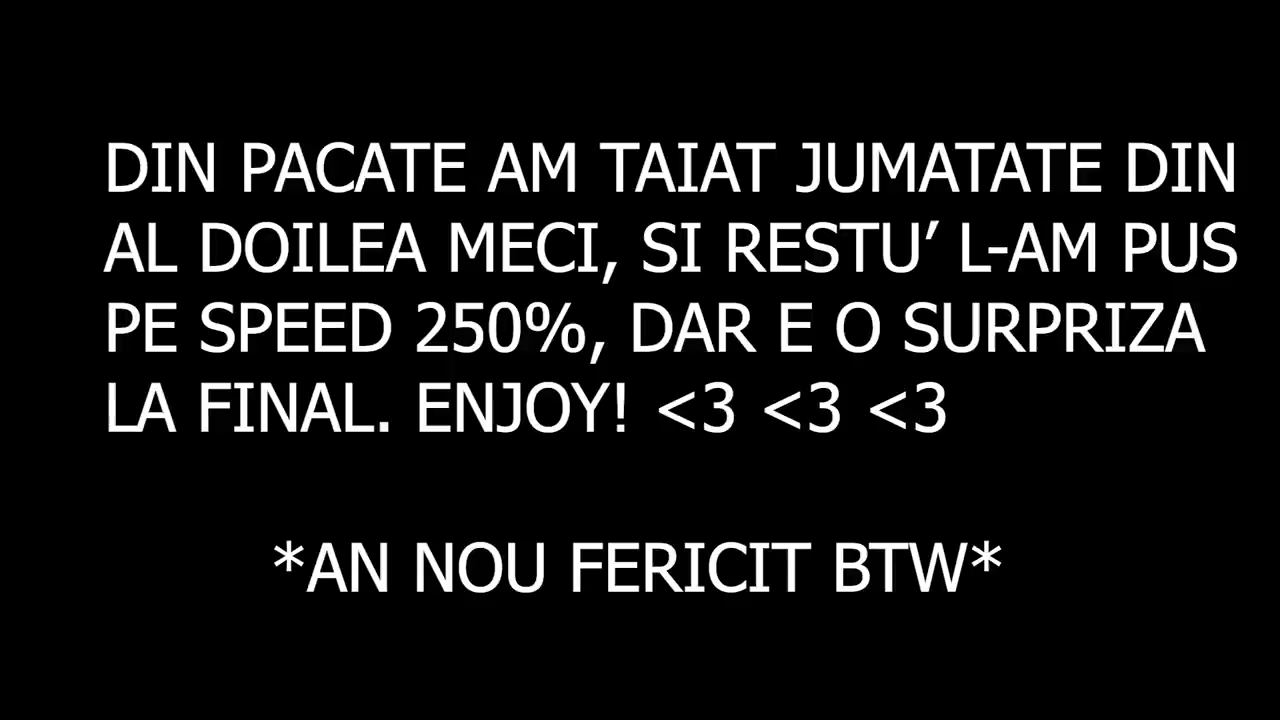 DIN PACATE AM TAIAT JUMATATE DIN
AL DOILEA MECI, SI RESTU’ L-AM PUS
PE SPEED 250%, DAR E O SURPRIZA
LA FINAL. ENJOY! <3 <3 <3
*AN NOU FERICIT BTW*